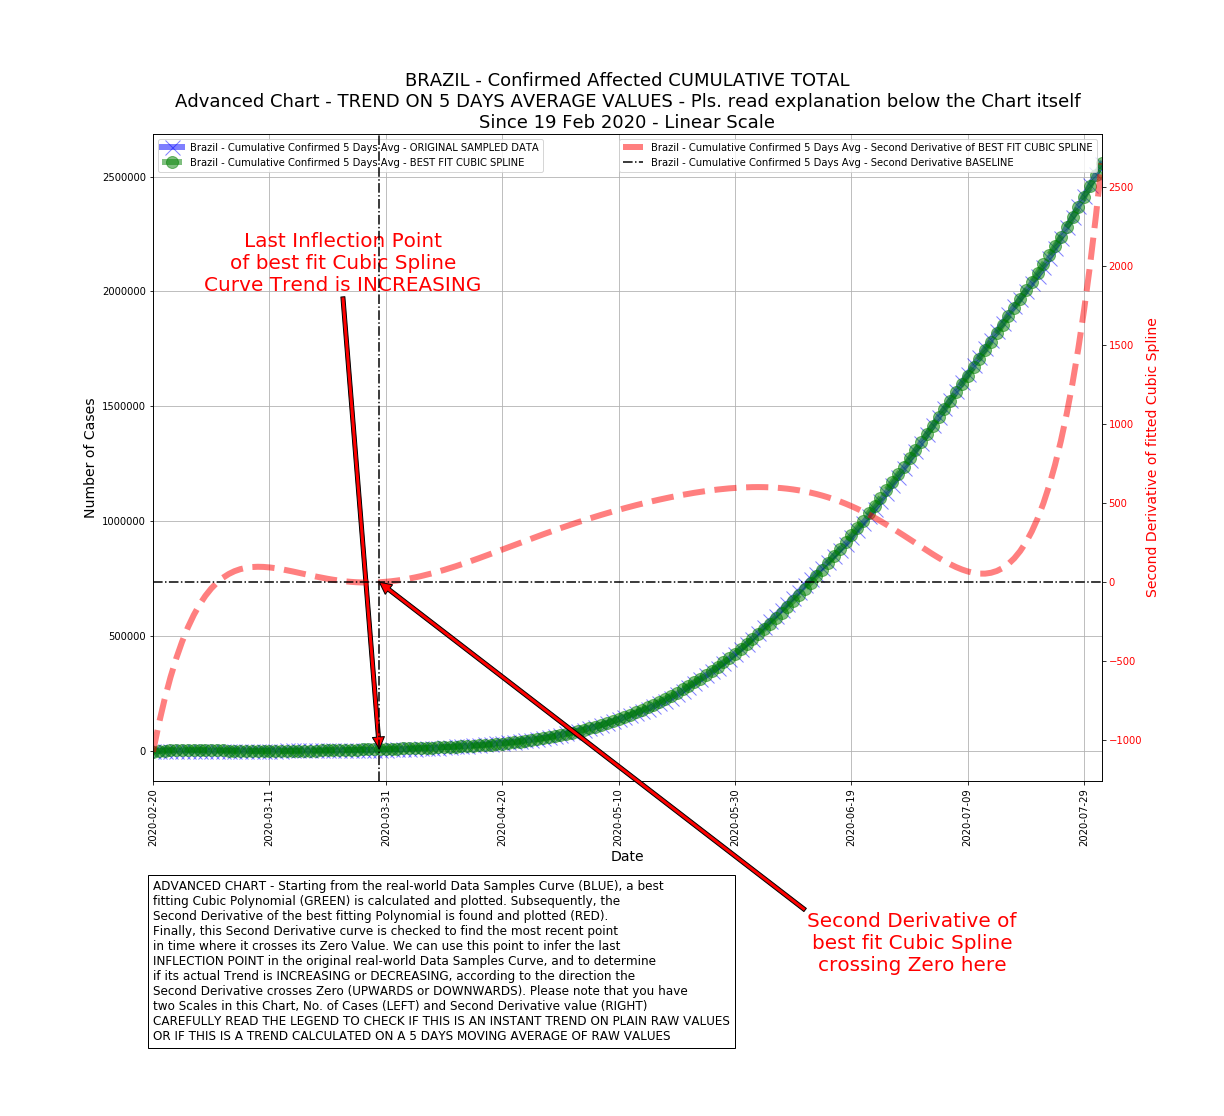 BRAZIL - Confirmed Affected CUMULATIVE TOTAL
Advanced Chart - TREND ON 5 DAYS AVERAGE VALUES - Pls. read explanation below the Chart itself
Since 19 Feb 2020 - Linear Scale
Brazil - Cumulative Confirmed 5 Days Avg - ORIGINAL SAMPLED DATA
Brazil - Cumulative Confirmed 5 Days Avg - BEST FIT CUBIC SPLINE
Brazil - Cumulative Confirmed 5 Days Avg - Second Derivative of BEST FIT CUBIC SPLINE
Brazil - Cumulative Confirmed 5 Days Avg - Second Derivative BASELINE
Last Inflection Point
of best fit Cubic Spline
Curve Trend is INCREASING
Number of Cases
2500000
2000000
1500000
1000000
500000
0
2500
2000
1500
1000
500
0
−500
−1000
Second Derivative of fitted Cubic Spline
2020-02-20
2020-03-11
2020-03-31
2020-04-20
2020-05-10
2020-05-30
2020-06-19
2020-07-09
2020-07-29
Date
Second Derivative of
best fit Cubic Spline
crossing Zero here
ADVANCED CHART - Starting from the real-world Data Samples Curve (BLUE), a best
fitting Cubic Polynomial (GREEN) is calculated and plotted. Subsequently, the
Second Derivative of the best fitting Polynomial is found and plotted (RED).
Finally, this Second Derivative curve is checked to find the most recent point
in time where it crosses its Zero Value. We can use this point to infer the last
INFLECTION POINT in the original real-world Data Samples Curve, and to determine
if its actual Trend is INCREASING or DECREASING, according to the direction the
Second Derivative crosses Zero (UPWARDS or DOWNWARDS). Please note that you have
two Scales in this Chart, No. of Cases (LEFT) and Second Derivative value (RIGHT)
CAREFULLY READ THE LEGEND TO CHECK IF THIS IS AN INSTANT TREND ON PLAIN RAW VALUES
OR IF THIS IS A TREND CALCULATED ON A 5 DAYS MOVING AVERAGE OF RAW VALUES